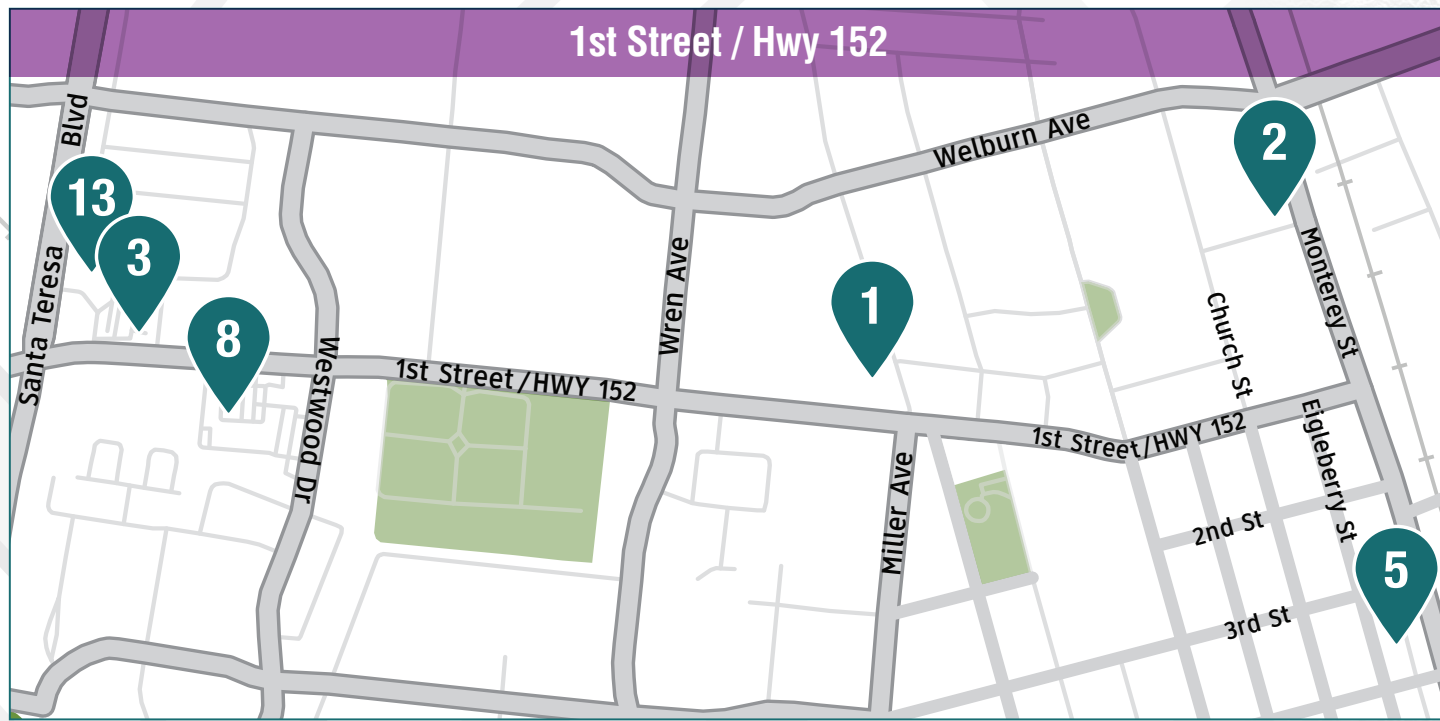 1st Street / Hwy 152
Blvd
Santa Teresa
13
3
8
Westwood Dr
1st Street/HWY 152
Wren Ave
Welburn Ave
1
2
Monterey St
Church St
1st Street/HWY 152
Miller Ave
Eigleberry St
2nd St
3rd St
5